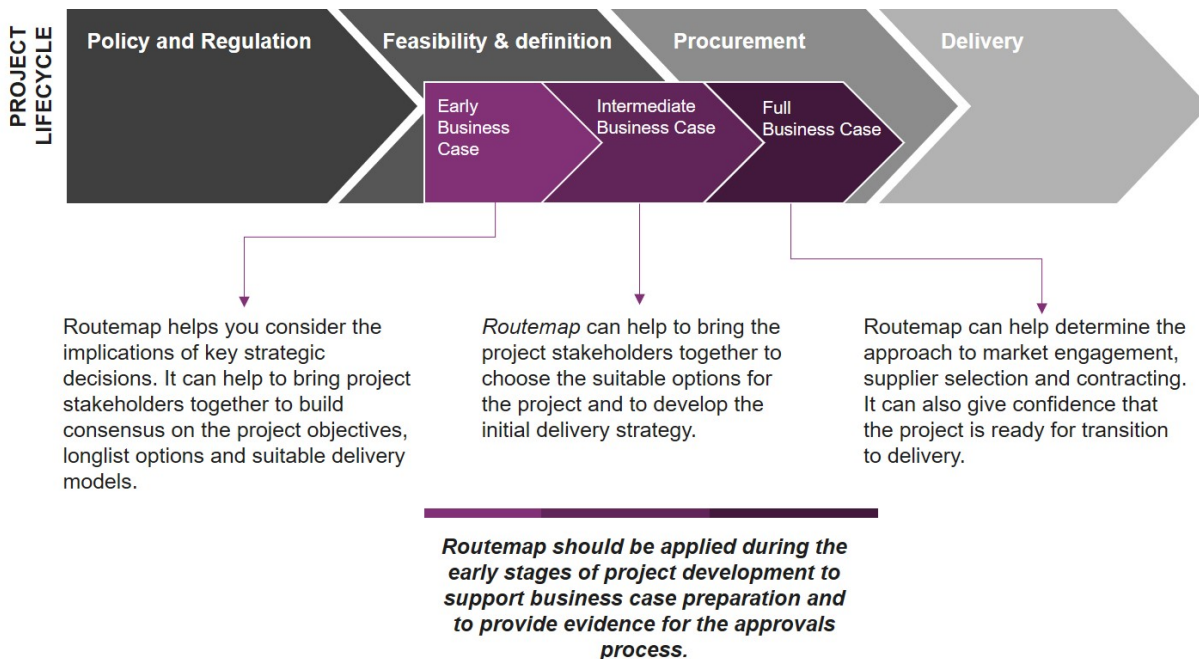 PROJECT
LIFECYCLE
Policy and Regulation
Feasibility & definition
Procurement
Delivery
Early
Business
Case
Intermediate
Business Case
Full
Business Case
Routemap helps you consider the
implications of key strategic
decisions. It can help to bring project
stakeholders together to build
consensus on the project objectives,
longlist options and suitable delivery
models.
Routemap can help to bring the
project stakeholders together to
choose the suitable options for
the project and to develop the
initial delivery strategy.
Routemap can help determine the
approach to market engagement,
supplier selection and contracting.
It can also give confidence that
the project is ready for transition
to delivery.
Routemap should be applied during the
early stages of project development to
support business case preparation and
to provide evidence for the approvals
process.